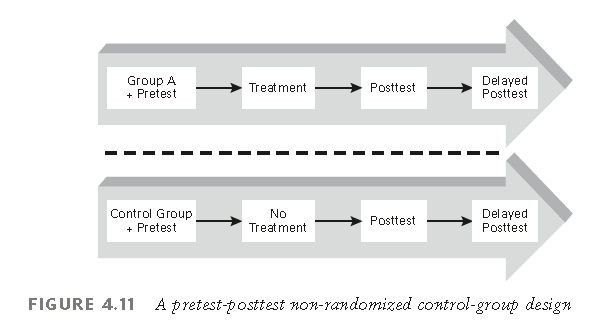 Group A
+ Pretest
Treatment
Posttest
Delayed
Posttest
Control Group
+ Pretest
No
Treatment
Posttest
Delayed
Posttest
FIGURE 4.11 A pretest-posttest non-randomized control-group design